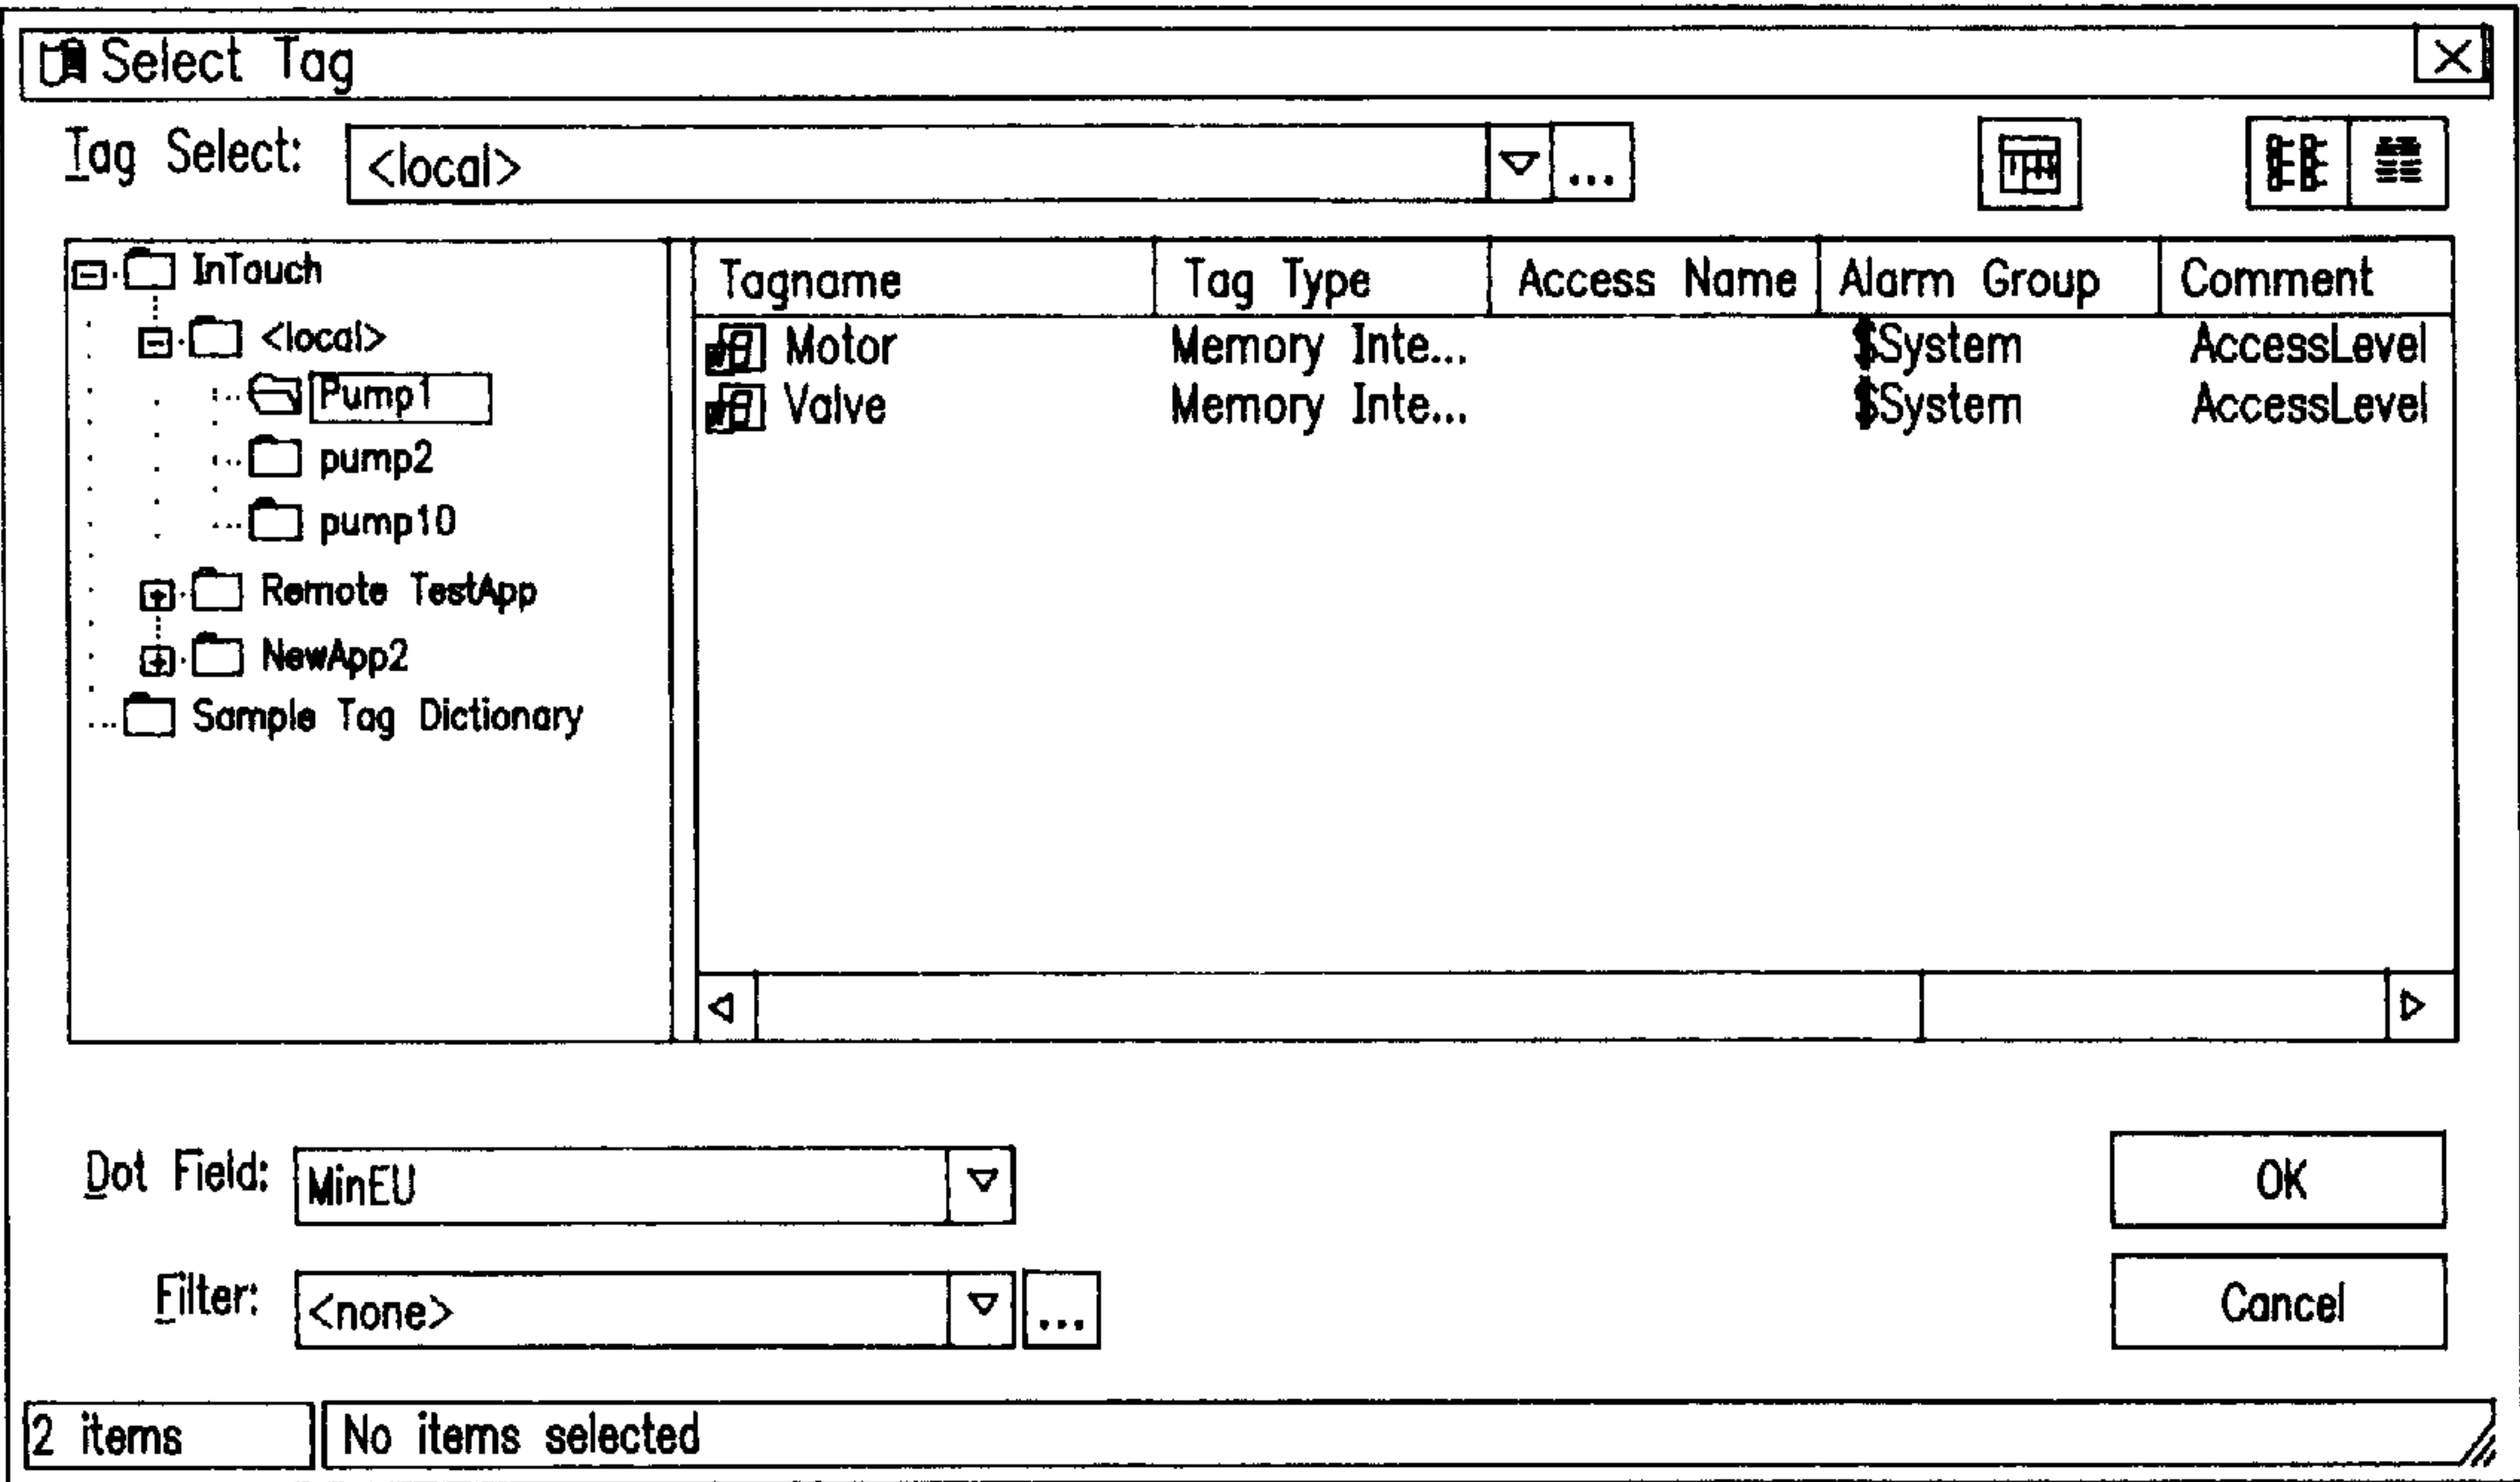 Select Tag
Tag Select: <local> ...
InTouch
<local>
Pump1
pump2
pump10
Remote TestApp
NewApp2
Sample Tag Dictionary
Tagname Tag Type Access Name Alarm Group Comment
Motor Memory Inte... $System AccessLevel
Valve Memory Inte... $System AccessLevel
Dot Field: MinEU
OK
Filter: <none> ...
Cancel
2 items No items selected